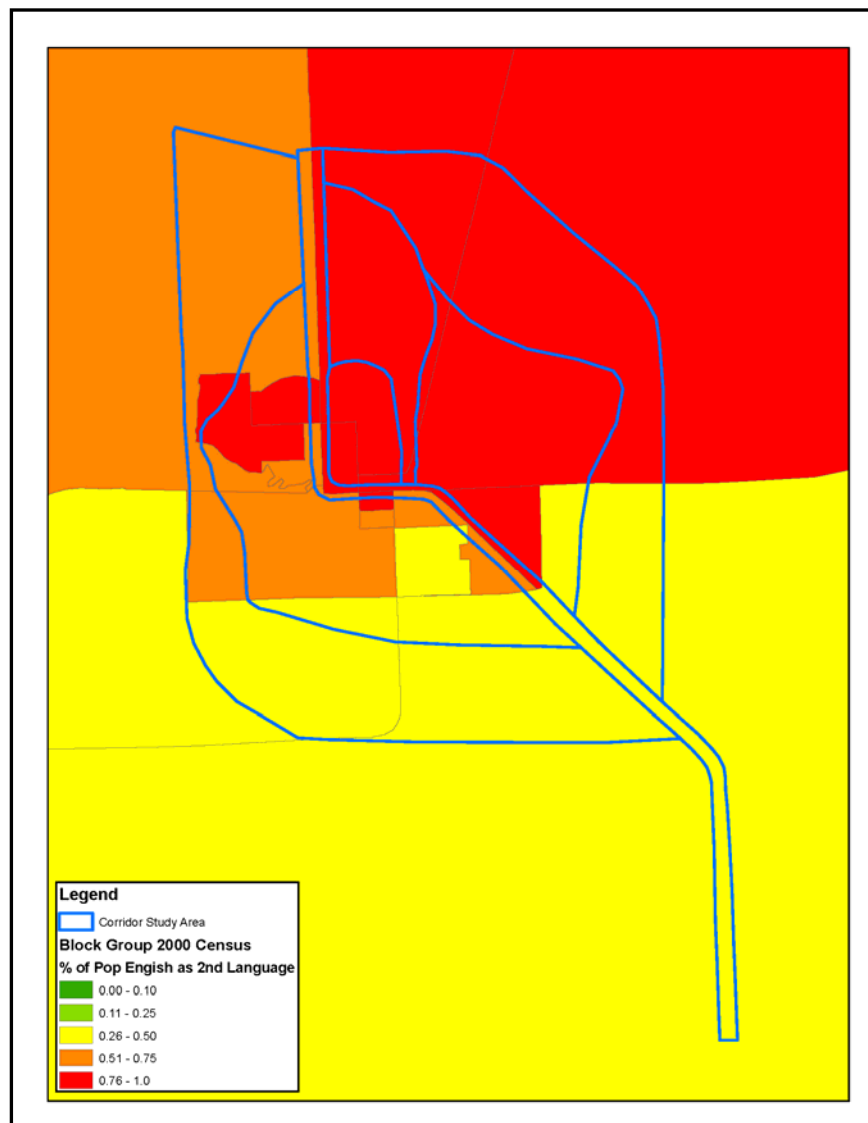 Legend
Corridor Study Area
Block Group 2000 Census
% of Pop Engish as 2nd Language
0.00 - 0.10
0.11 - 0.25
0.26 - 0.50
0.51 - 0.75
0.76 - 1.0